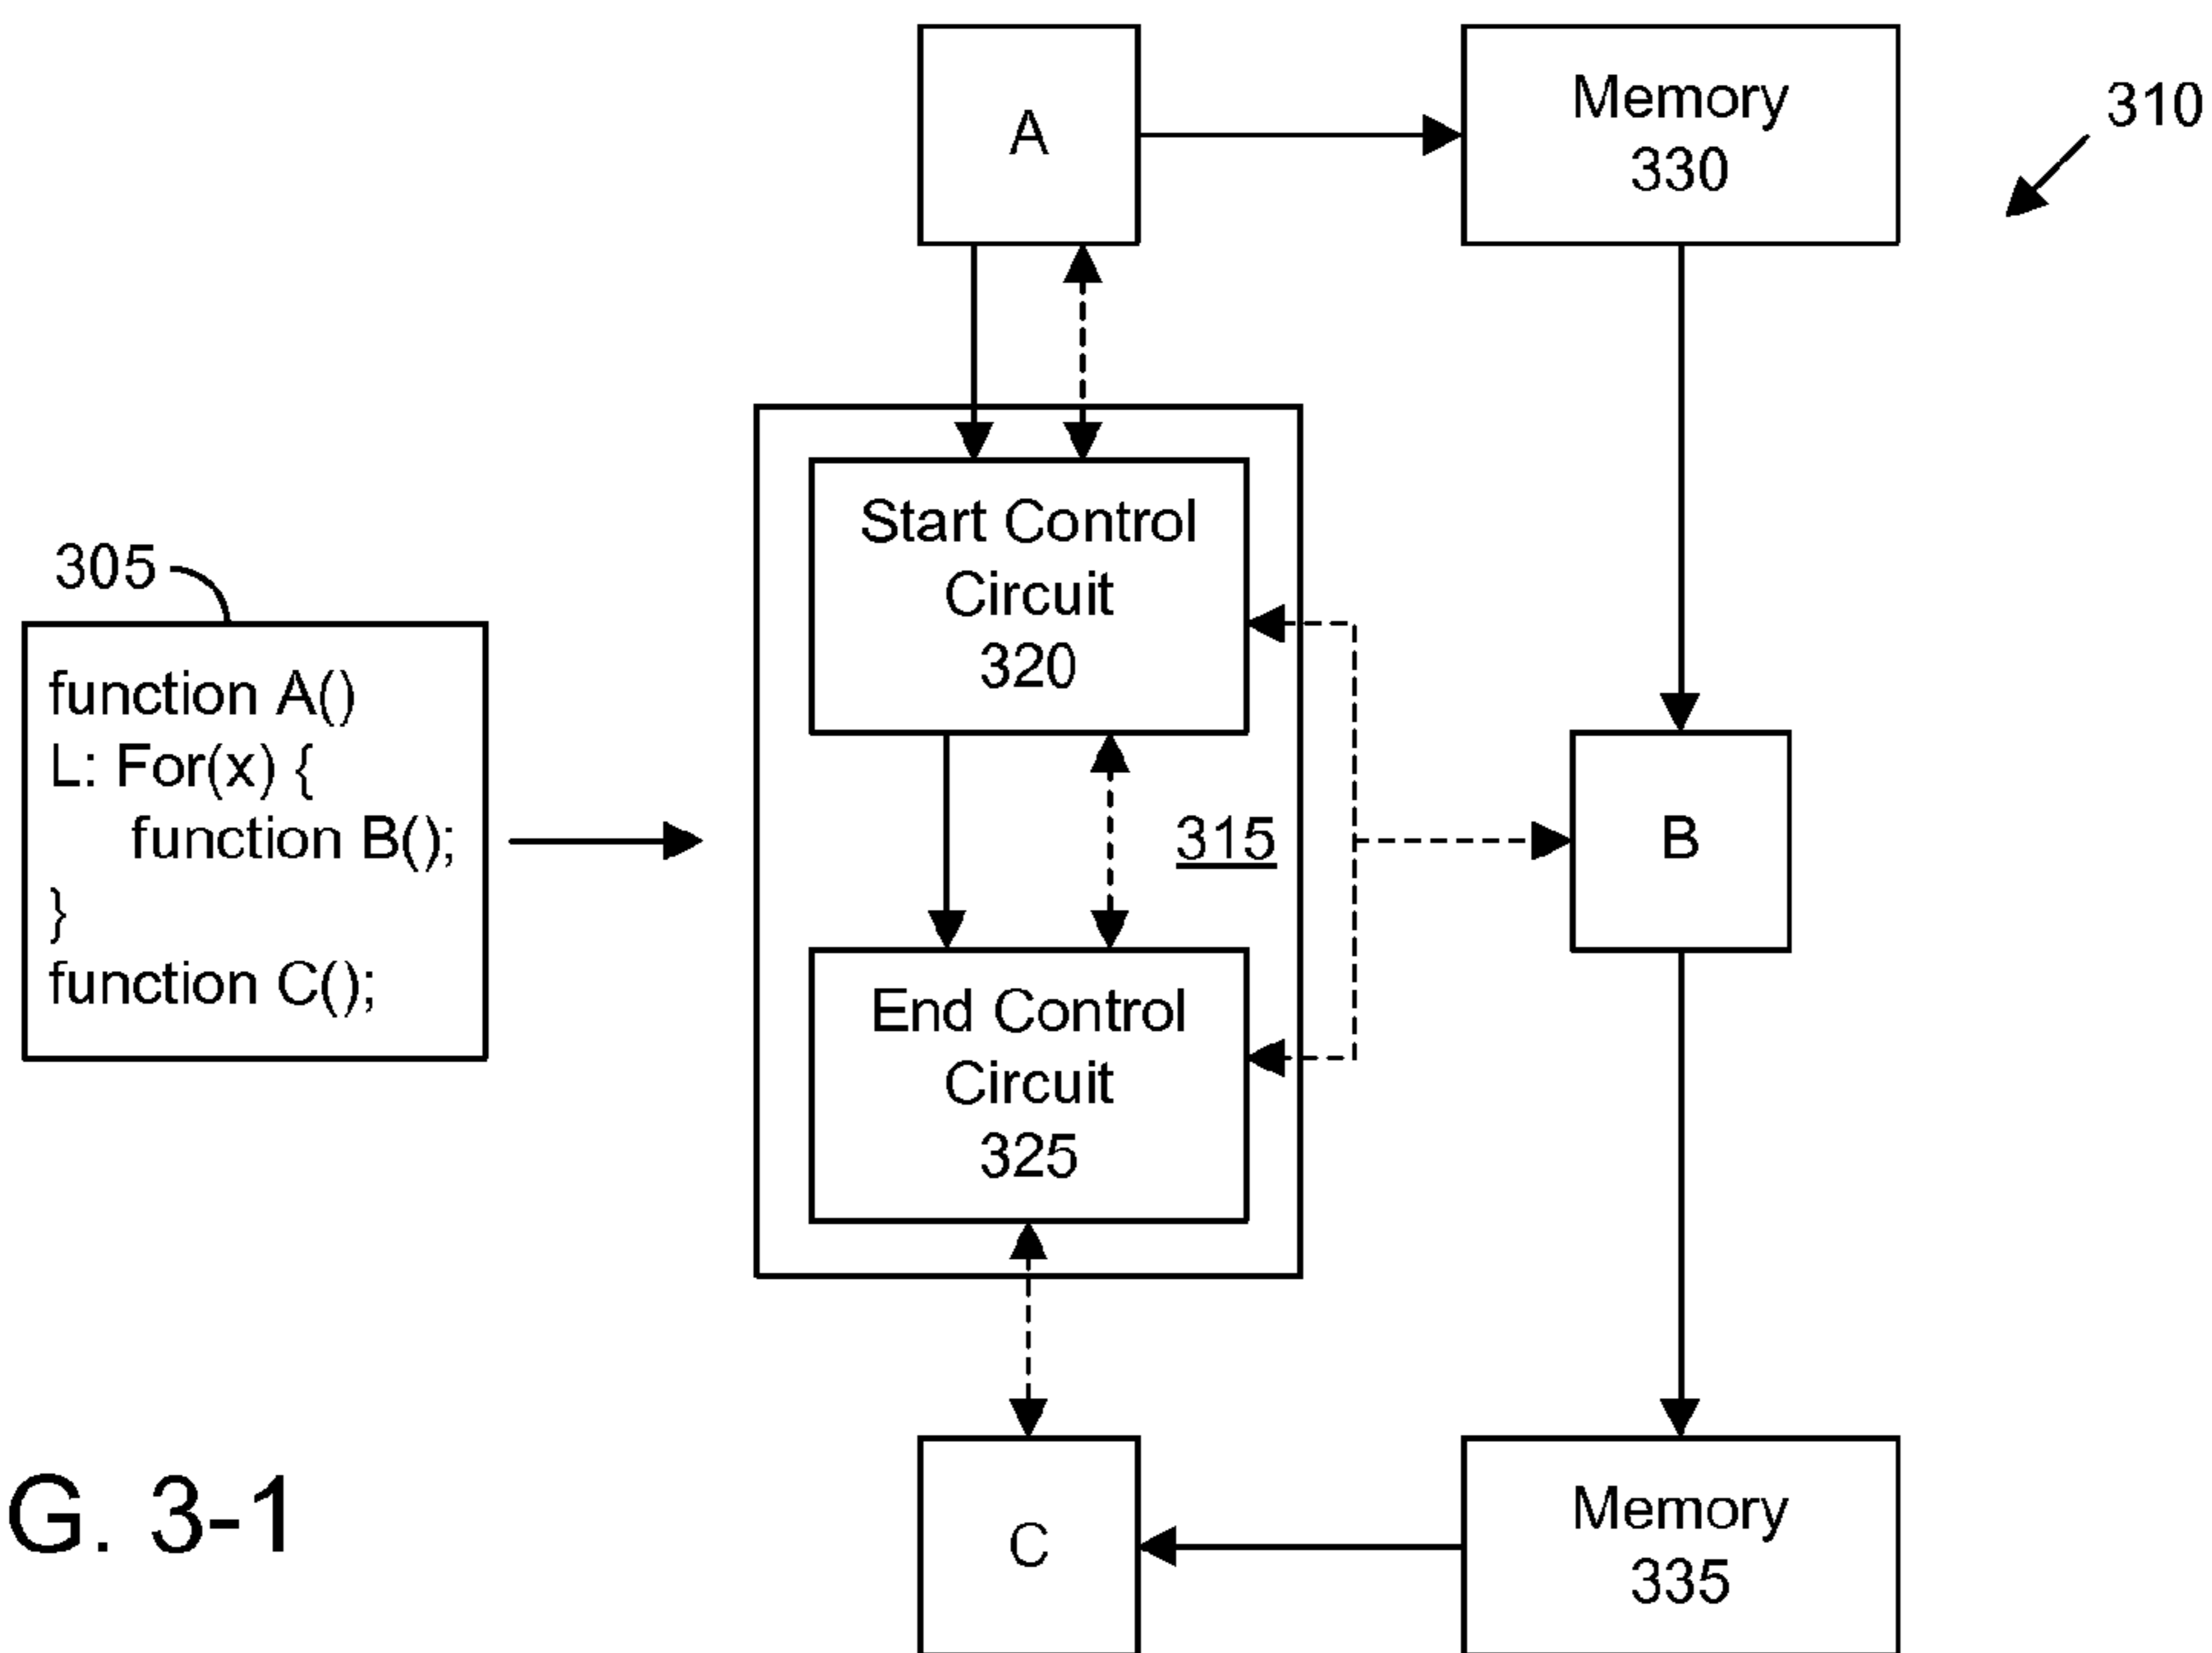 A
Memory
330
310
Start Control
Circuit
320
305
function A()
L: For(x) {
function B();
}
function C();
315
B
End Control
Circuit
325
C
Memory
335
G. 3-1